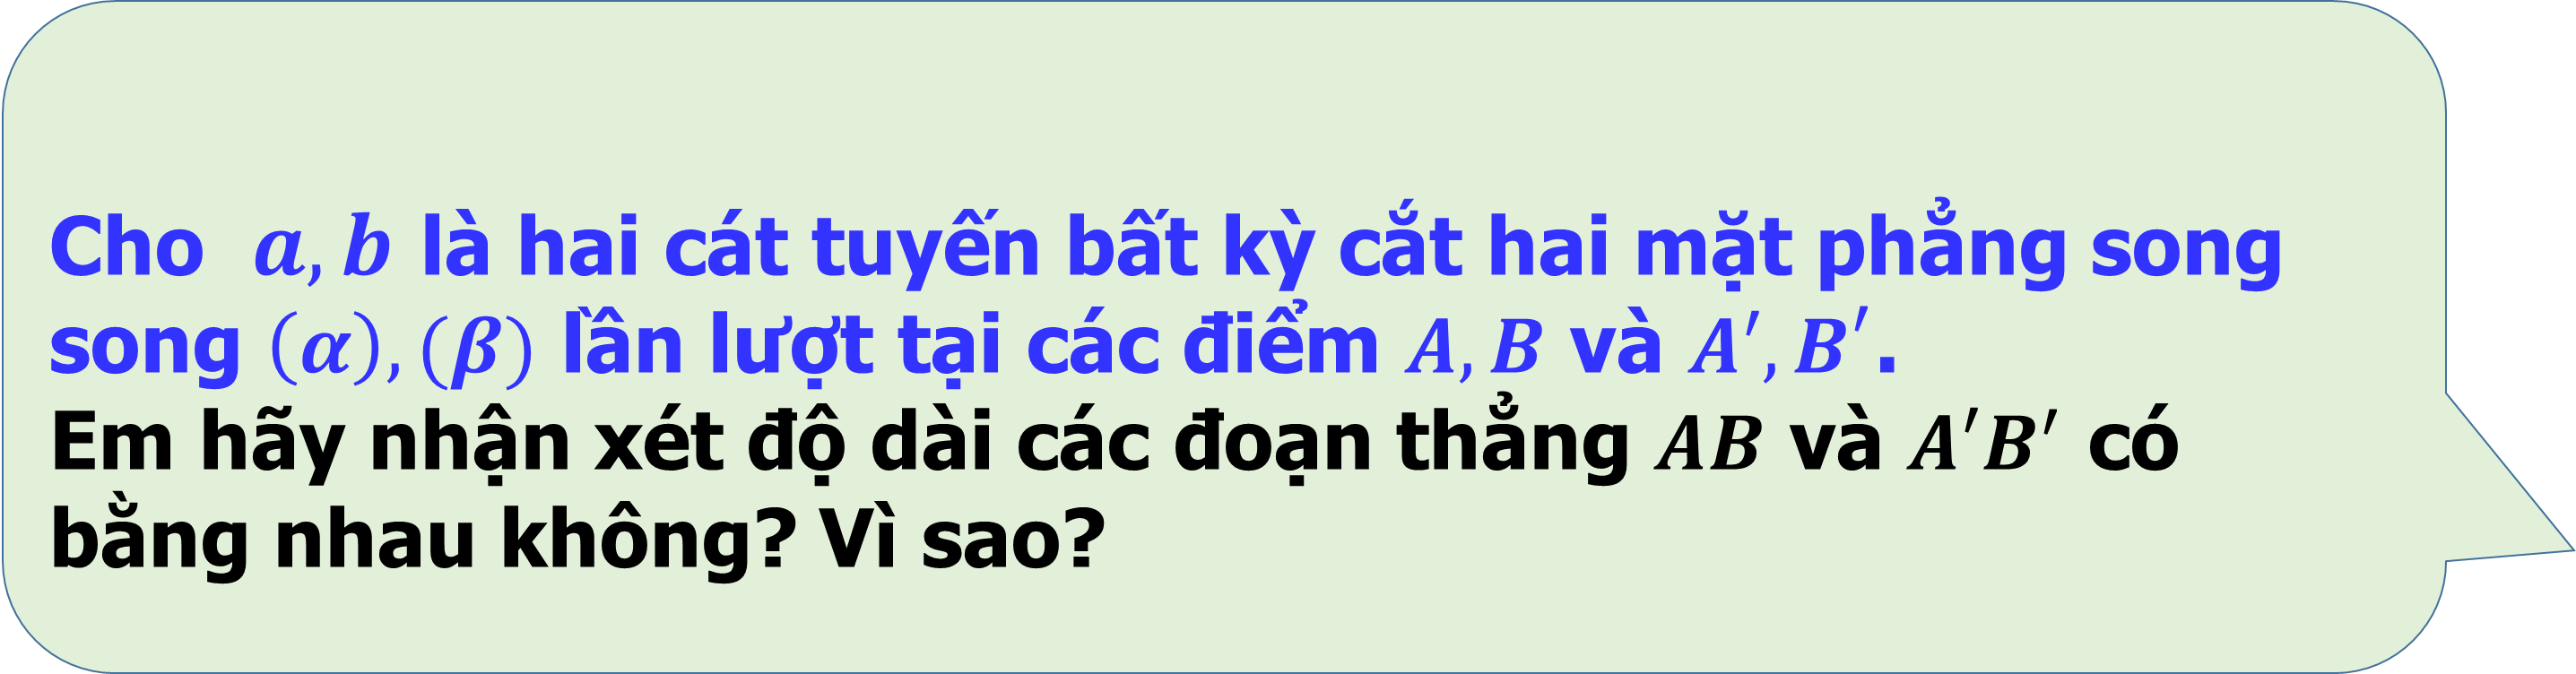 Cho a, b là hai cát tuyến bất kỳ cắt hai mặt phẳng song
song (α), (β) lần lượt tại các điểm A, B và A′, B′.
Em hãy nhận xét độ dài các đoạn thẳng AB và A′B′ có
bằng nhau không? Vì sao?